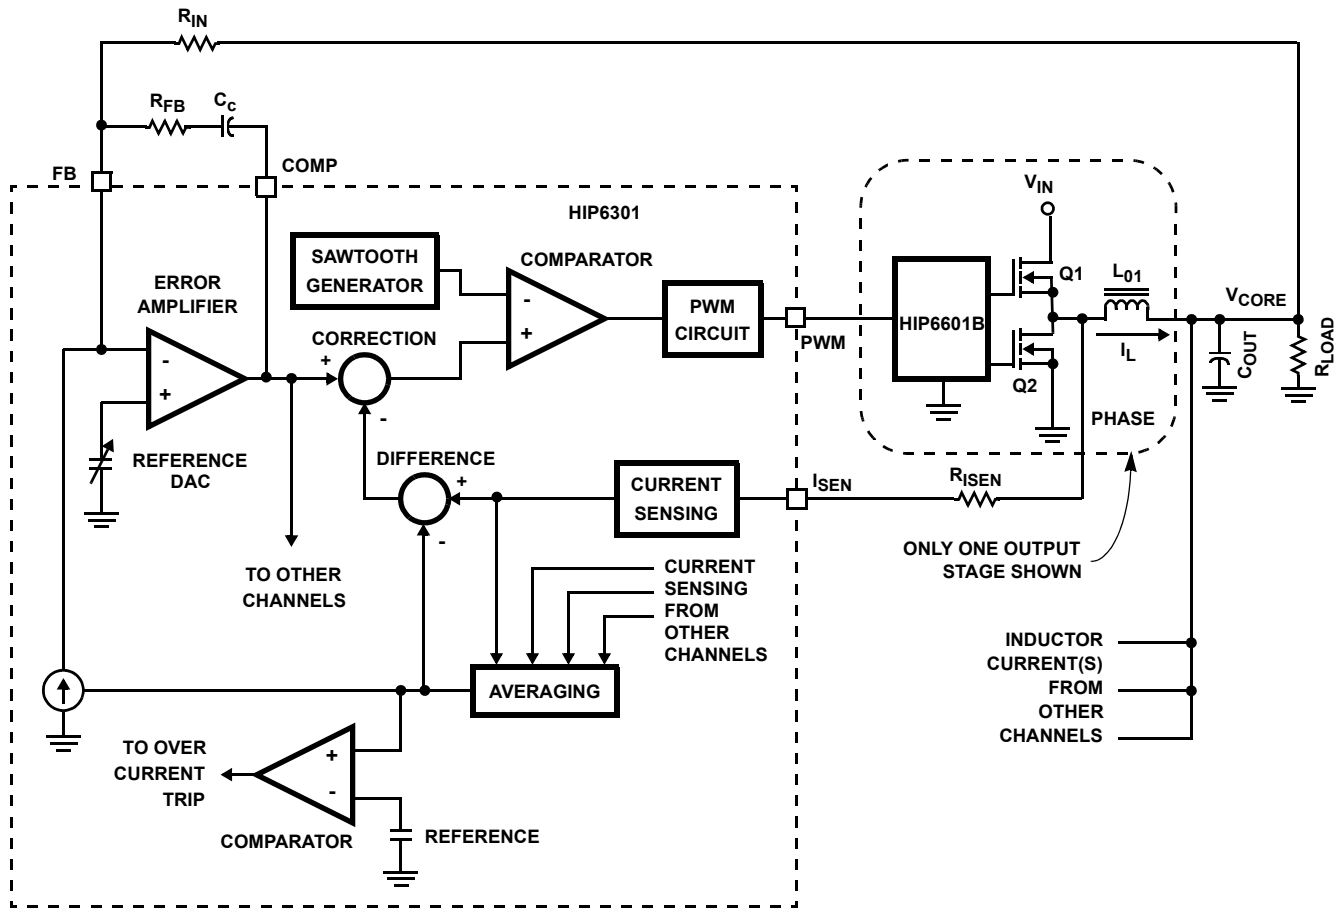 RIN
RFB
Cc
FB
COMP
HIP6301
VIN
SAWTOOTH
GENERATOR
COMPARATOR
ERROR
AMPLIFIER
-
+
PWM
CIRCUIT
PWM
HIP6601B
Q1
Q2
L01
IL
VCORE
COUT
RLOAD
CORRECTION
+
-
-
+
PHASE
REFERENCE
DAC
DIFFERENCE
+
-
CURRENT
SENSING
ISEN
RISEN
ONLY ONE OUTPUT
STAGE SHOWN
TO OTHER
CHANNELS
CURRENT
SENSING
FROM
OTHER
CHANNELS
INDUCTOR
CURRENT(S)
FROM
OTHER
CHANNELS
AVERAGING
TO OVER
CURRENT
TRIP
+
-
COMPARATOR
REFERENCE